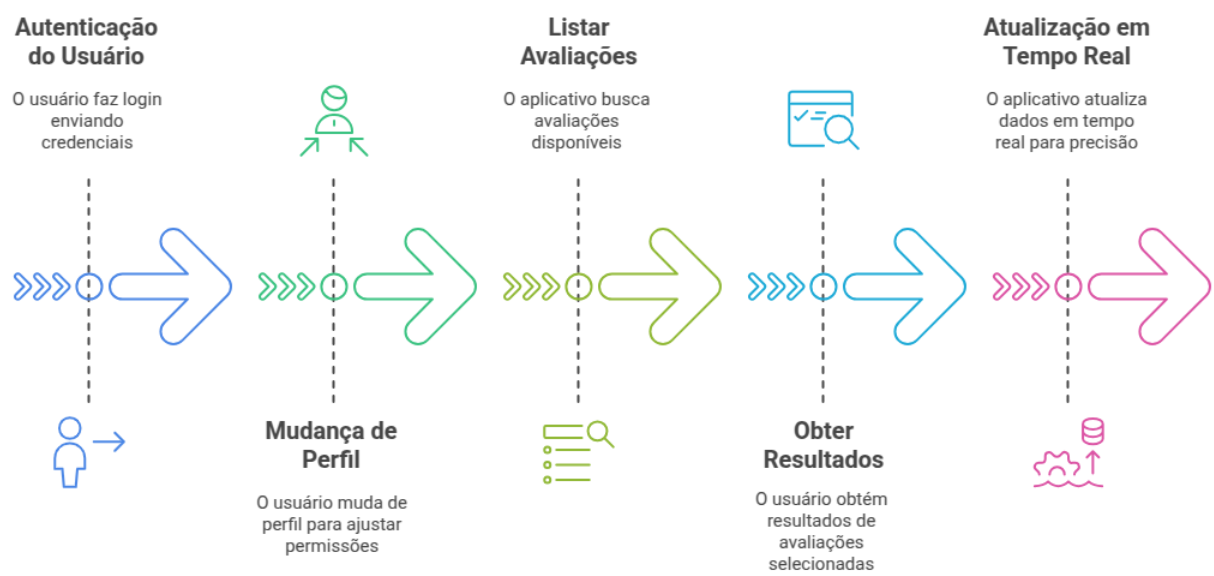 Autenticação
do Usuário
O usuário faz login
enviando
credenciais
Mudança de
Perfil
O usuário muda de
perfil para ajustar
permissões
Listar
Avaliações
O aplicativo busca
avaliações
disponíveis
Obter
Resultados
O usuário obtém
resultados de
avaliações
selecionadas
Atualização em
Tempo Real
O aplicativo atualiza
dados em tempo
real para precisão